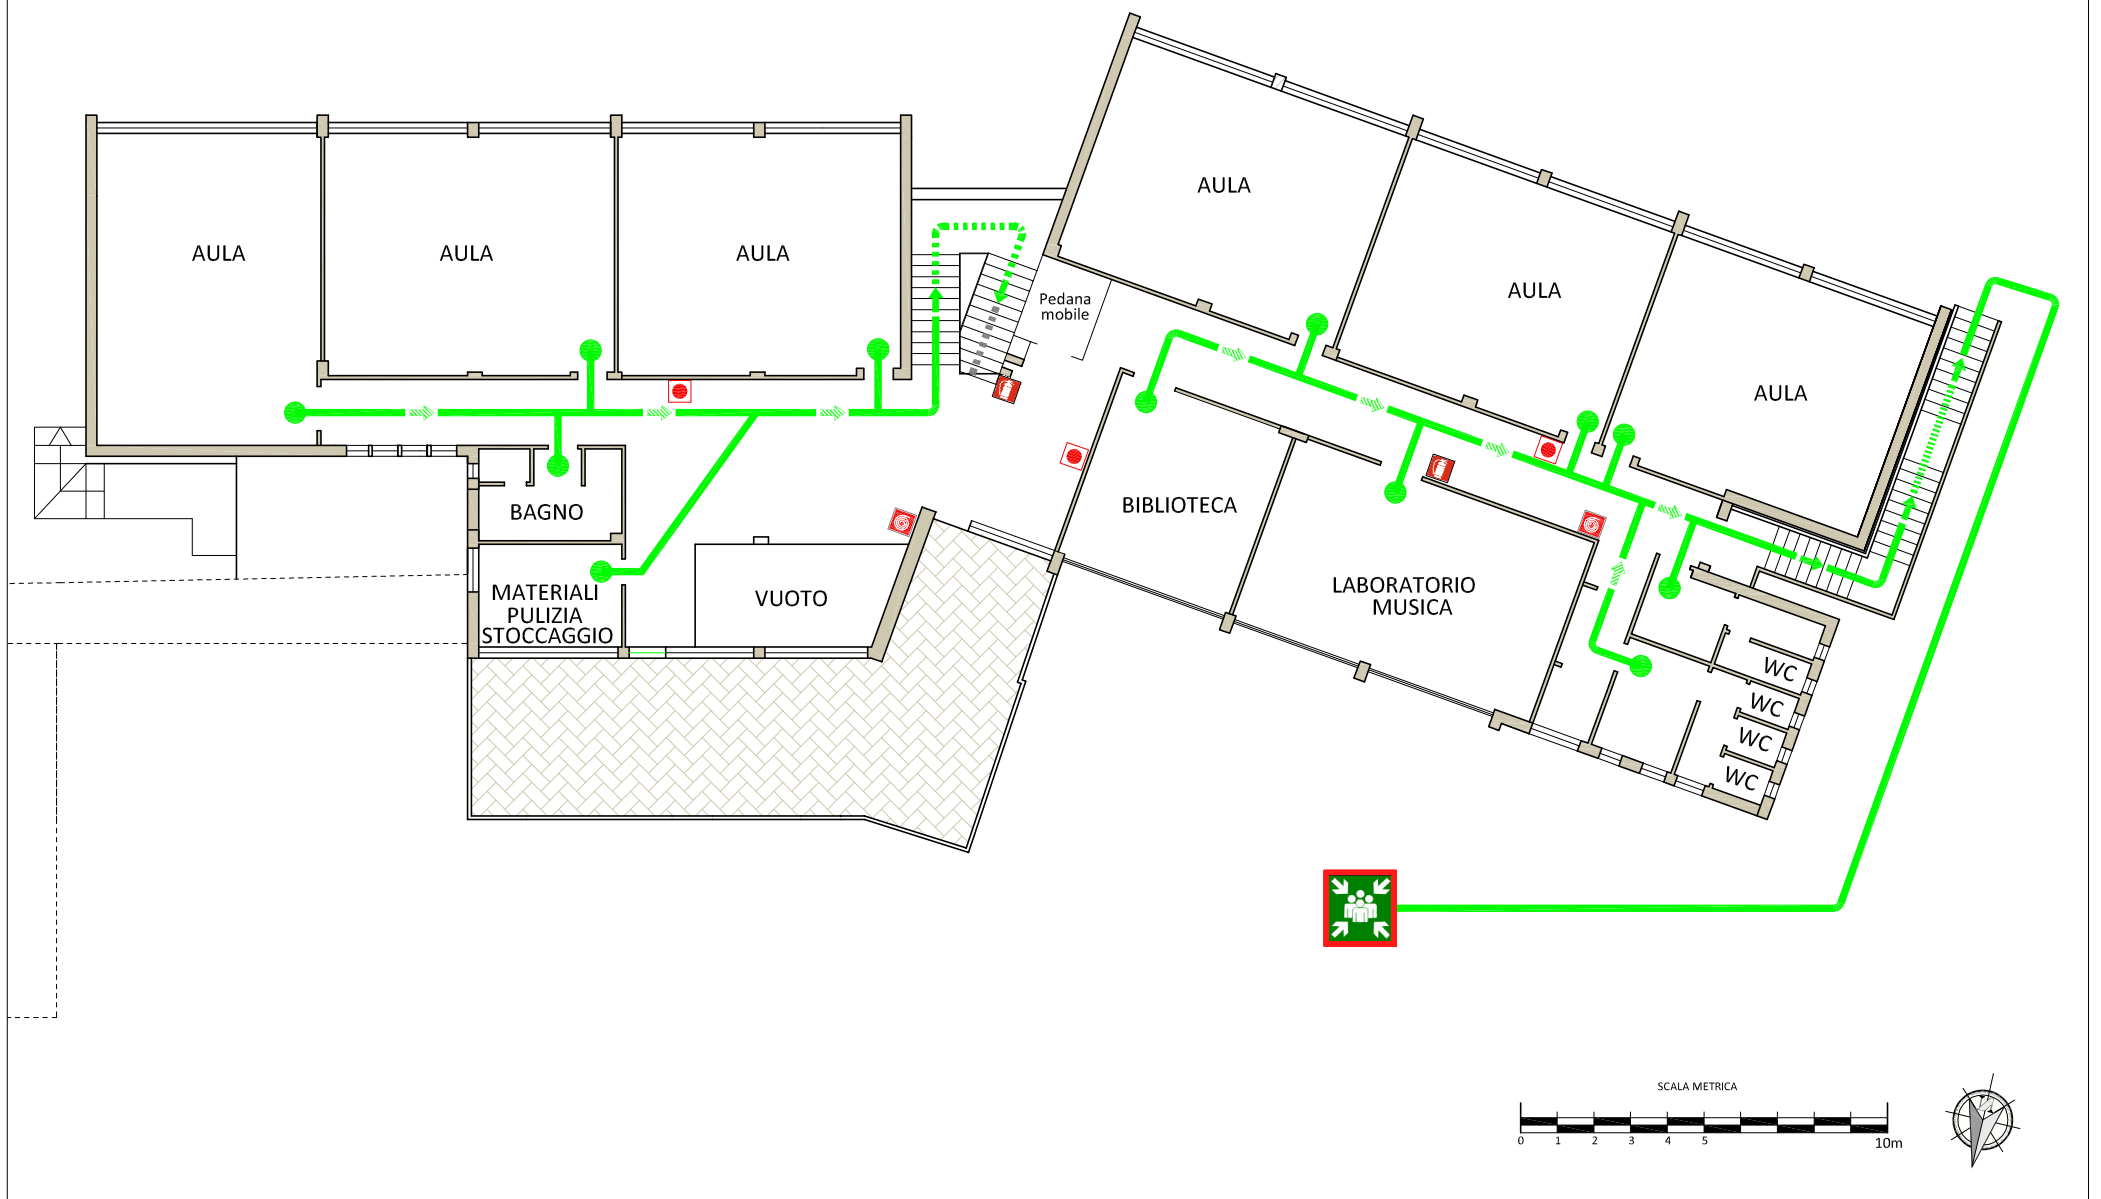 AULA
AULA
AULA
AULA
AULA
AULA
Pedana
mobile
BAGNO
BIBLIOTECA
MATERIALI
PULIZIA
STOCCAGGIO
VUOTO
LABORATORIO
MUSICA
WC
WC
WC
WC
SCALA METRICA
0 1 2 3 4 5 10m